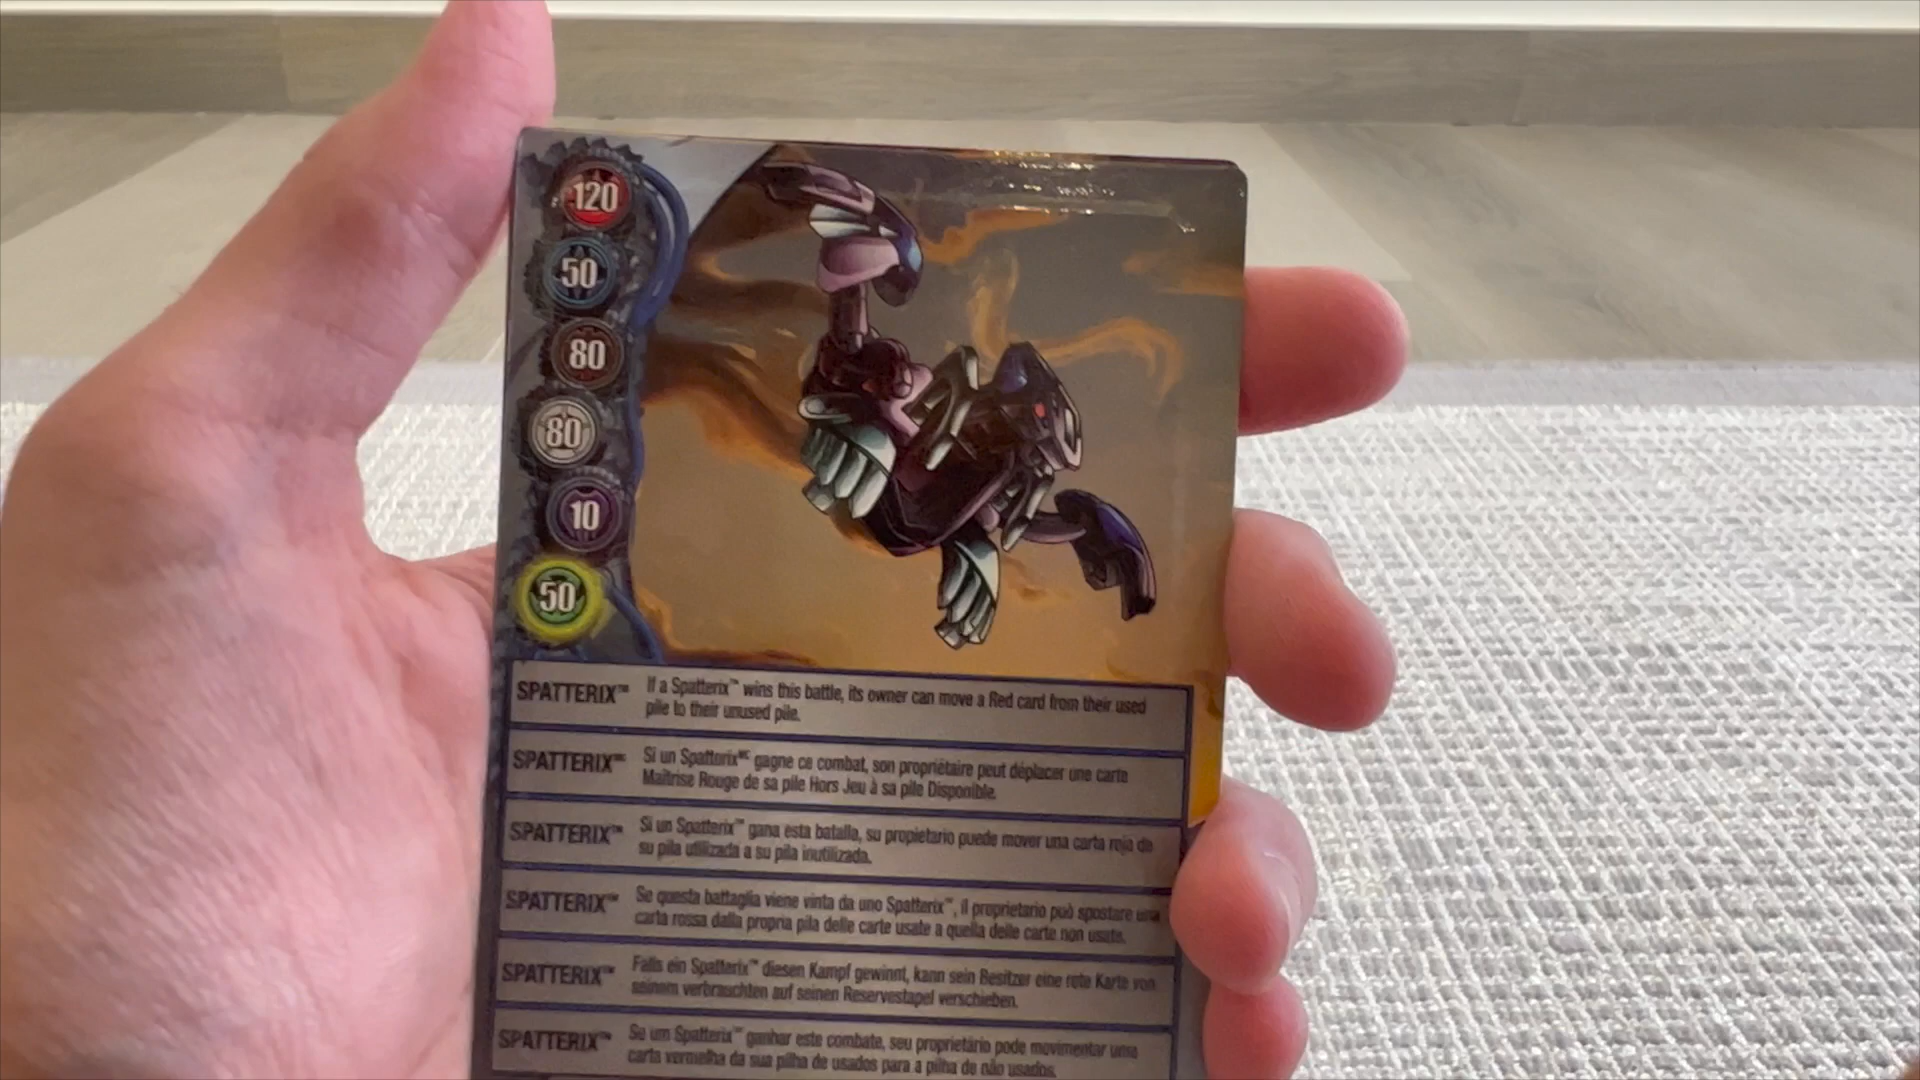 120
50
80
80
10
50
SPATTERIX™ If a Spatterix™ wins this battle, its owner can move a Red card from their used
pile to their unused pile.
SPATTERIXᴹᶜ Si un Spatterixᴹᶜ gagne ce combat, son propriétaire peut déplacer une carte
Maîtrise Rouge de sa pile Hors Jeu à sa pile Disponible.
SPATTERIX™ Si un Spatterix™ gana esta batalla, su propietario puede mover una carta roja de
su pila utilizada a su pila inutilizada.
SPATTERIX™ Se questa battaglia viene vinta da uno Spatterix™, il proprietario può spostare una
carta rossa dalla propria pila delle carte usate a quella delle carte non usate.
SPATTERIX™ Falls ein Spatterix™ diesen Kampf gewinnt, kann sein Besitzer eine rote Karte von
seinem verbrauchten auf seinen Reservestapel verschieben.
SPATTERIX™ Se um Spatterix™ ganhar este combate, seu proprietário pode movimentar uma
carta vermelha da sua pilha de usados para a pilha de não usados.